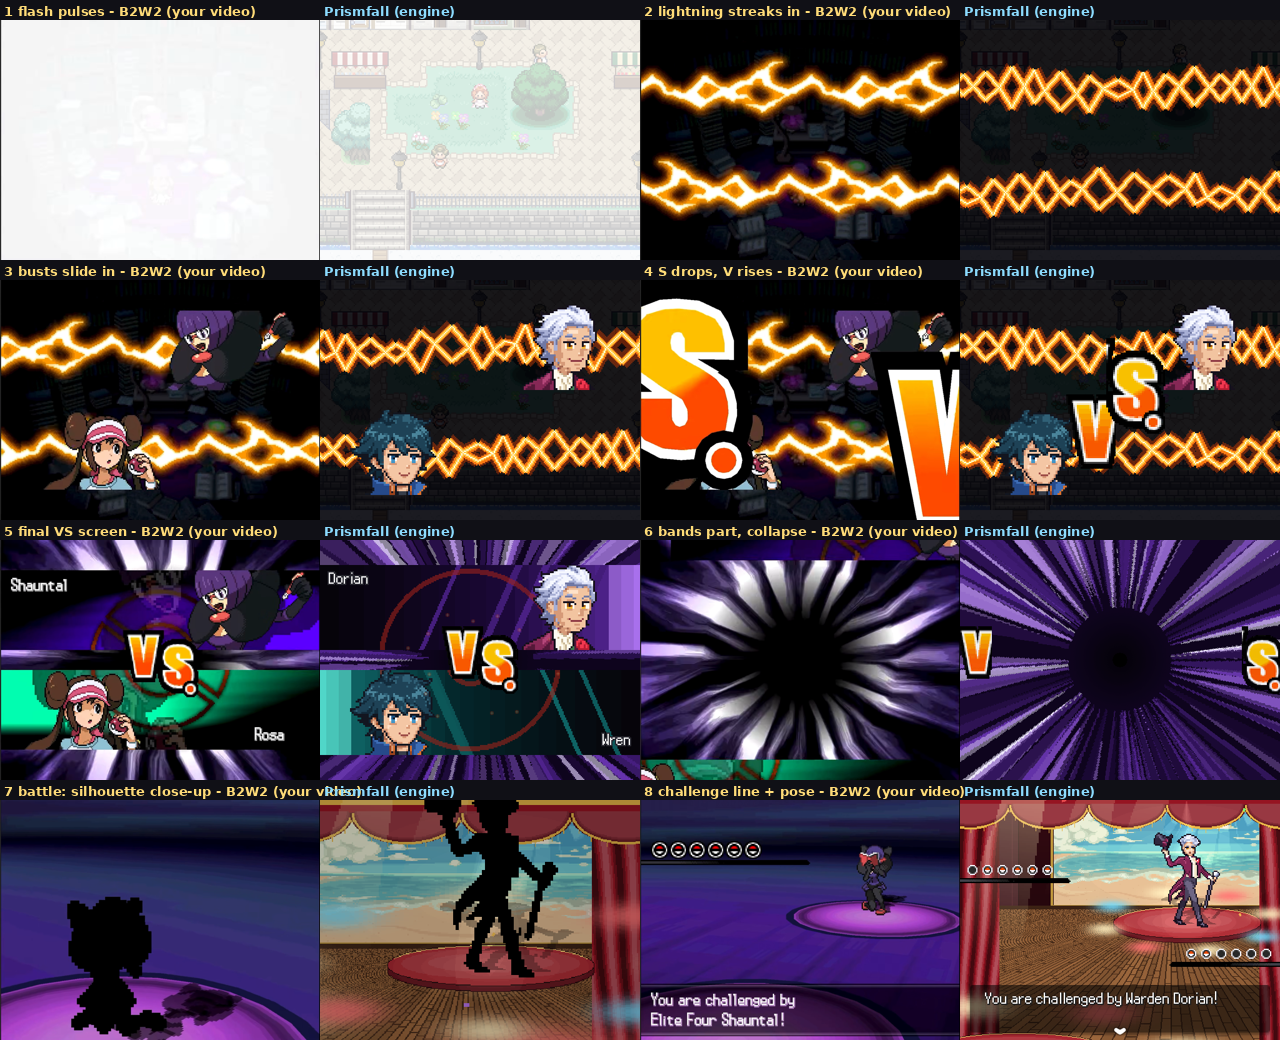 1 flash pulses - B2W2 (your video)
Prismfall (engine)
2 lightning streaks in - B2W2 (your video)
Prismfall (engine)
3 busts slide in - B2W2 (your video)
Prismfall (engine)
4 S drops, V rises - B2W2 (your video)
Prismfall (engine)
S.
V
V
S.
5 final VS screen - B2W2 (your video)
Prismfall (engine)
6 bands part, collapse - B2W2 (your video)
Prismfall (engine)
Shauntal
VS.
Rosa
Dorian
VS.
Wren
V
S.
7 battle: silhouette close-up - B2W2 (your video)
Prismfall (engine)
8 challenge line + pose - B2W2 (your video)
Prismfall (engine)
You are challenged by
Elite Four Shauntal!
You are challenged by Warden Dorian!